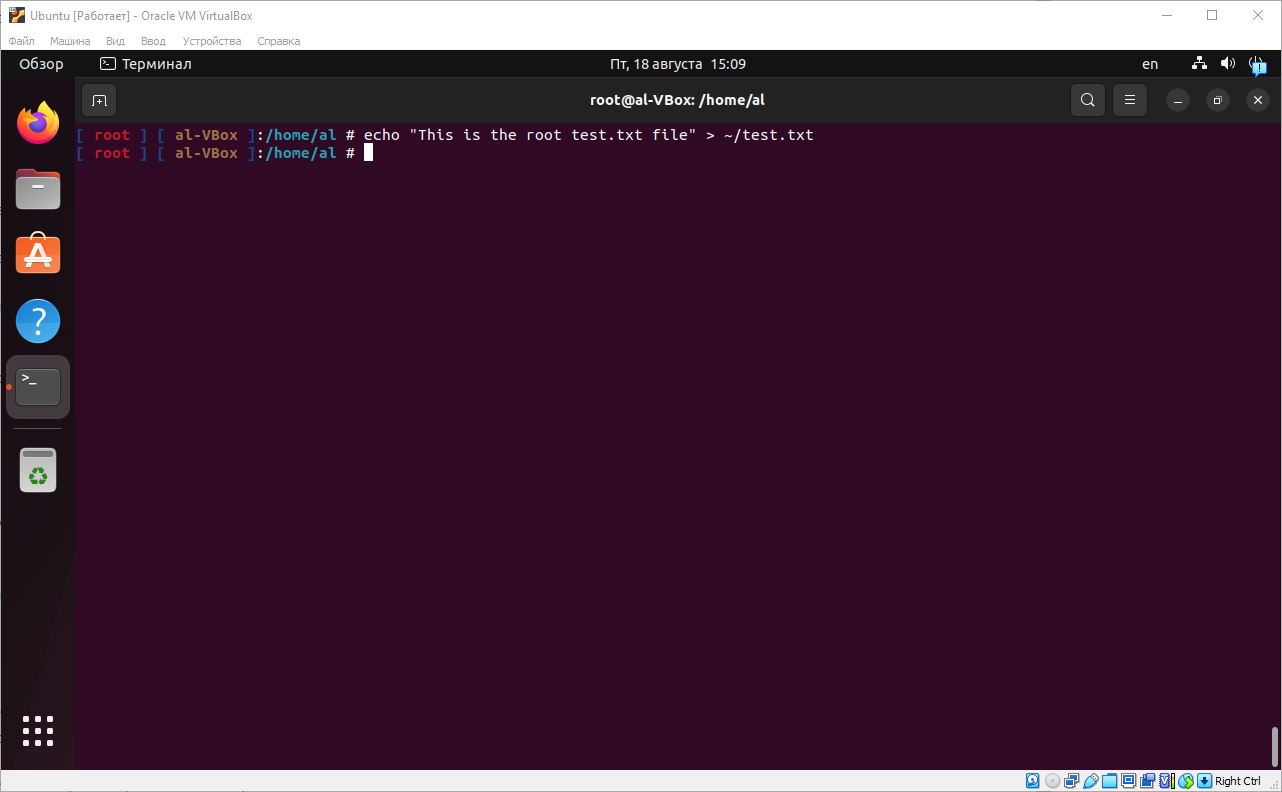 Ubuntu [Работает] - Oracle VM VirtualBox
Файл Машина Вид Ввод Устройства Справка
Обзор Терминал Пт, 18 августа 15:09 en
root@al-VBox: /home/al
[ root ] [ al-VBox ]:/home/al # echo "This is the root test.txt file" > ~/test.txt
[ root ] [ al-VBox ]:/home/al #
Right Ctrl